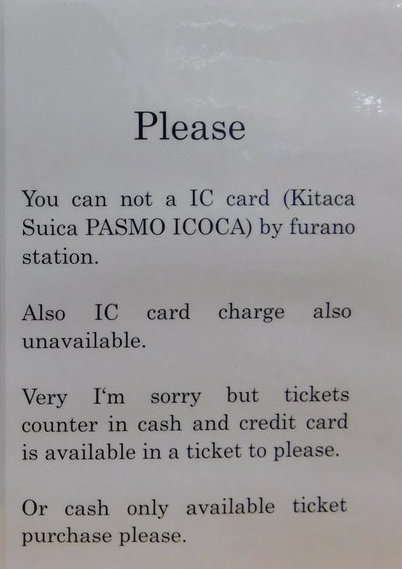 Please
You can not a IC card (Kitaca
Suica PASMO ICOCA) by furano
station.
Also IC card charge also
unavailable.
Very I‘m sorry but tickets
counter in cash and credit card
is available in a ticket to please.
Or cash only available ticket
purchase please.